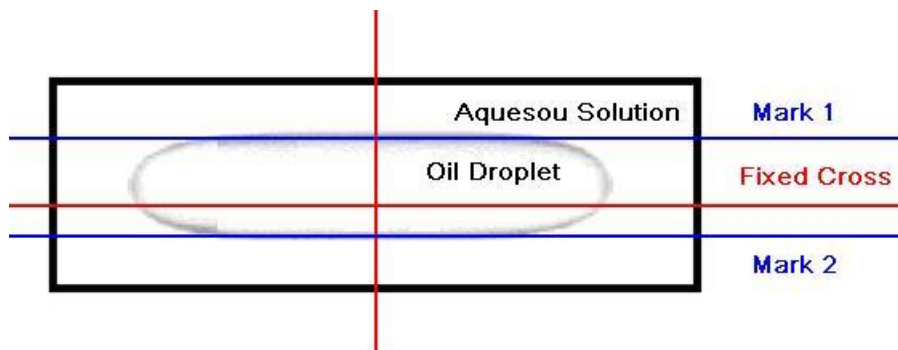 Aquesou Solution
Mark 1
Oil Droplet
Fixed Cross
Mark 2